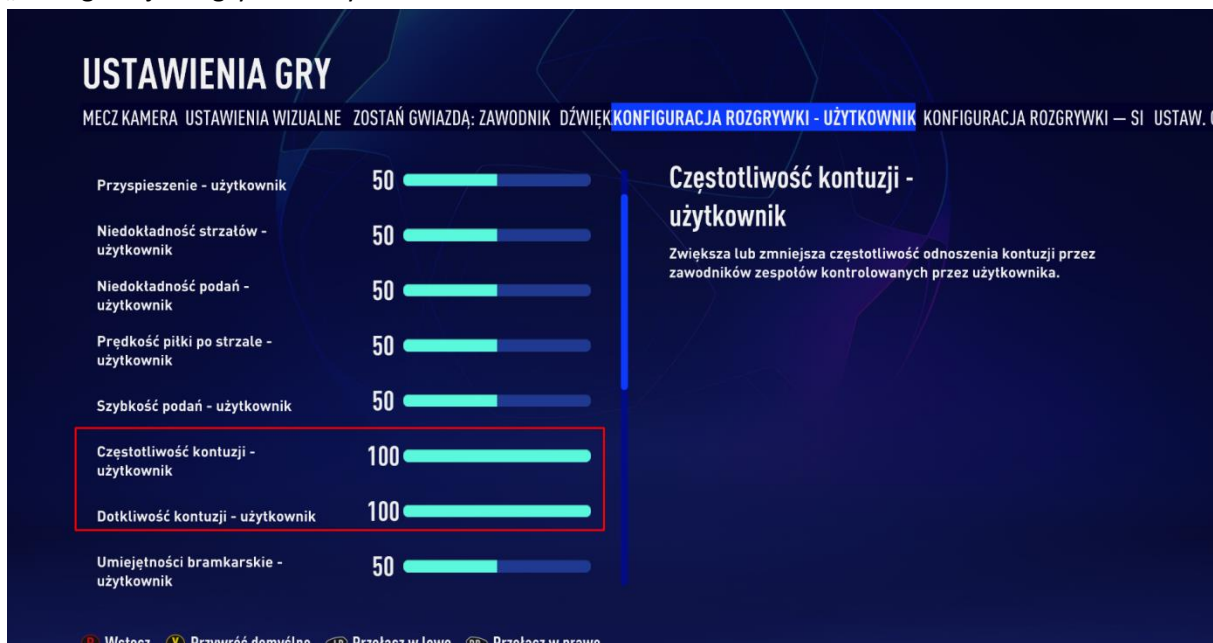 USTAWIENIA GRY
MECZ KAMERA USTAWIENIA WIZUALNE ZOSTAŃ GWIAZDĄ: ZAWODNIK DŹWIĘK KONFIGURACJA ROZGRYWKI - UŻYTKOWNIK KONFIGURACJA ROZGRYWKI – SI USTAW.
Przyspieszenie - użytkownik 50
Niedokładność strzałów -
użytkownik 50
Niedokładność podań -
użytkownik 50
Prędkość piłki po strzale -
użytkownik 50
Szybkość podań - użytkownik 50
Częstotliwość kontuzji -
użytkownik 100
Dotkliwość kontuzji - użytkownik 100
Umiejętności bramkarskie -
użytkownik 50
Częstotliwość kontuzji -
użytkownik
Zwiększa lub zmniejsza częstotliwość odnoszenia kontuzji przez
zawodników zespołów kontrolowanych przez użytkownika.
Wstecz Przywróć domyślne Przełącz w lewo Przełącz w prawo